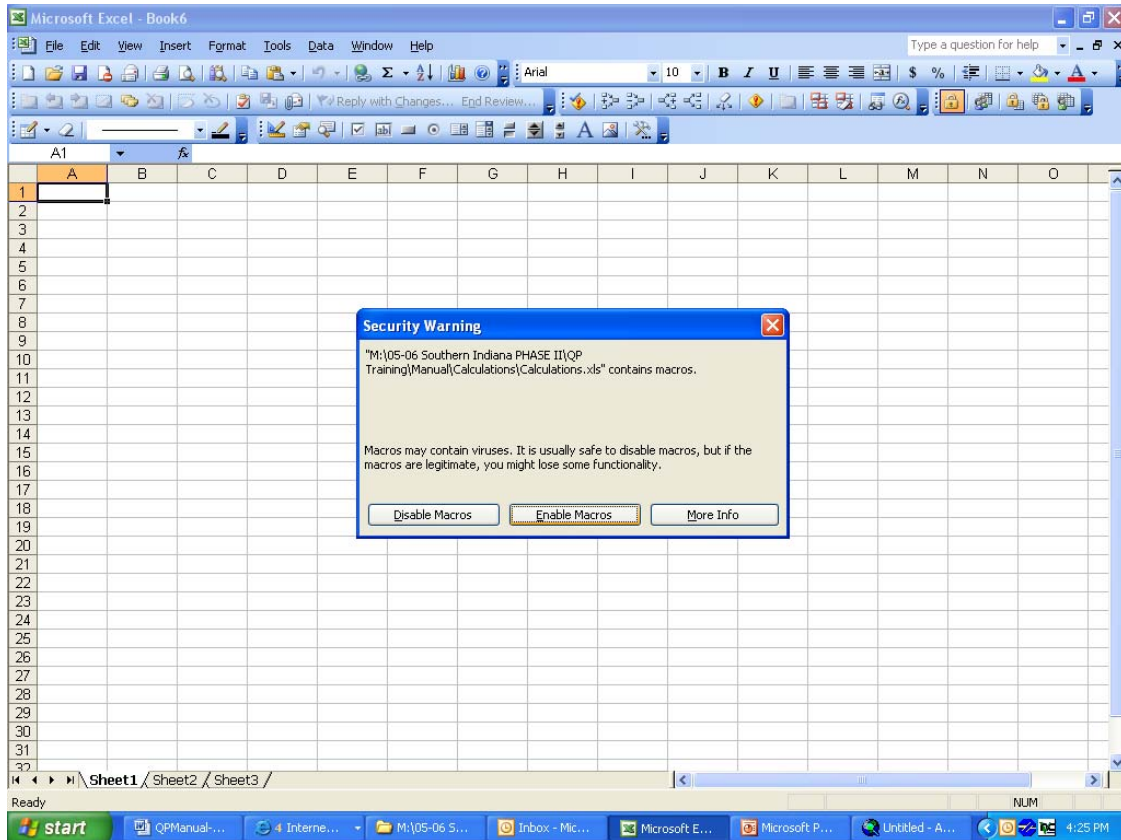 Microsoft Excel - Book6
File Edit View Insert Format Tools Data Window Help
Type a question for help
Arial 10 B I U $ %
Reply with Changes... End Review...
A1 fx
A B C D E F G H I J K L M N O
1
2
3
4
5
6
7
8
9
10
11
12
13
14
15
16
17
18
19
20
21
22
23
24
25
26
27
28
29
30
31
32
Security Warning
"M:\05-06 Southern Indiana PHASE II\QP
Training\Manual\Calculations\Calculations.xls" contains macros.
Macros may contain viruses. It is usually safe to disable macros, but if the
macros are legitimate, you might lose some functionality.
Disable Macros Enable Macros More Info
Sheet1 Sheet2 Sheet3
Ready NUM
start QPManual-... 4 Interne... M:\05-06 S... Inbox - Mic... Microsoft E... Microsoft P... Untitled - A... 4:25 PM